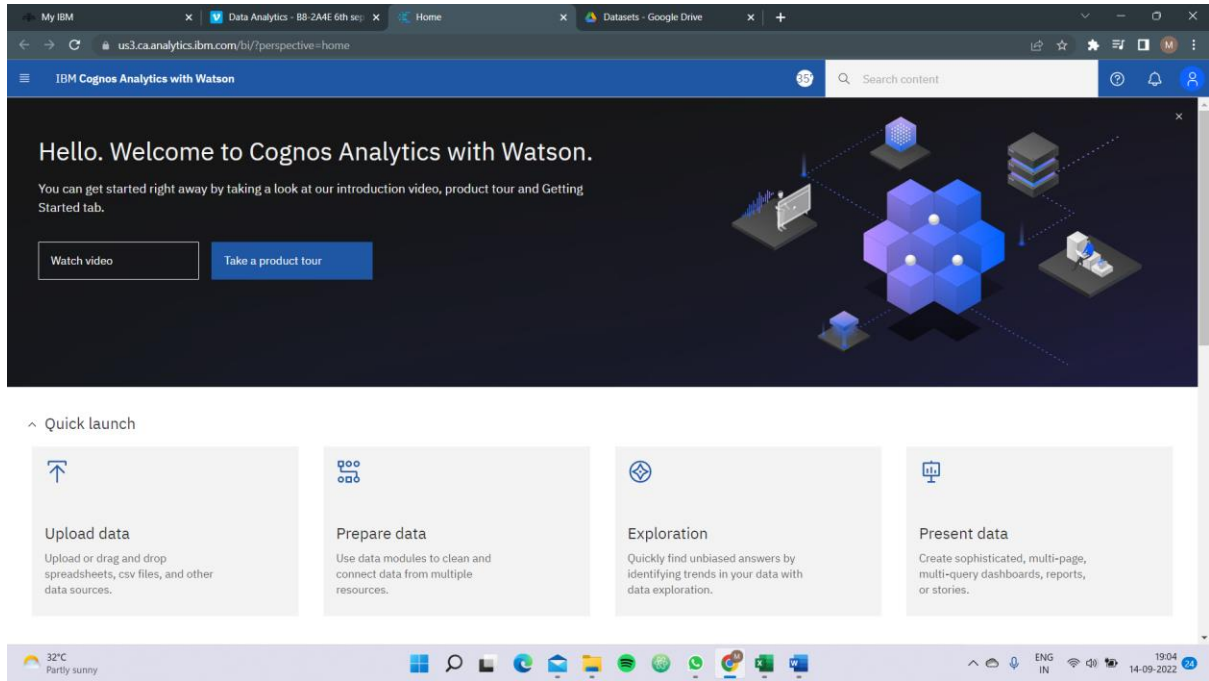 My IBM
Data Analytics - B8-2A4E 6th sep
Home
Datasets - Google Drive
us3.ca.analytics.ibm.com/bi/?perspective=home
M
IBM Cognos Analytics with Watson
35
Search content
Hello. Welcome to Cognos Analytics with Watson.
You can get started right away by taking a look at our introduction video, product tour and Getting
Started tab.
Watch video
Take a product tour
Quick launch
Upload data
Upload or drag and drop
spreadsheets, csv files, and other
data sources.
Prepare data
Use data modules to clean and
connect data from multiple
resources.
Exploration
Quickly find unbiased answers by
identifying trends in your data with
data exploration.
Present data
Create sophisticated, multi-page,
multi-query dashboards, reports,
or stories.
32°C
Partly sunny
ENG
IN
19:04
14-09-2022
24